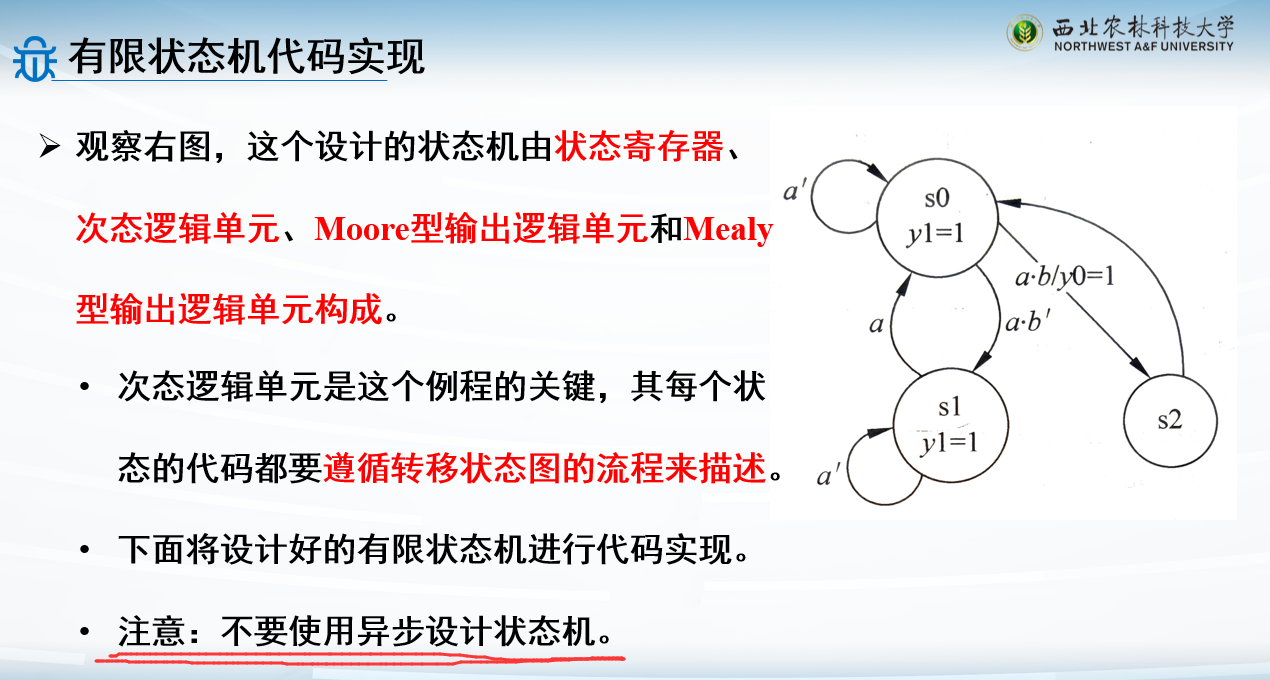 有限状态机代码实现
西北农林科技大学
NORTHWEST A&F UNIVERSITY
➢ 观察右图，这个设计的状态机由状态寄存器、
次态逻辑单元、Moore型输出逻辑单元和Mealy
型输出逻辑单元构成。
• 次态逻辑单元是这个例程的关键，其每个状
态的代码都要遵循转移状态图的流程来描述。
• 下面将设计好的有限状态机进行代码实现。
• 注意：不要使用异步设计状态机。
a′
s0
y1=1
a·b/y0=1
a
a·b′
s1
y1=1
s2
a′